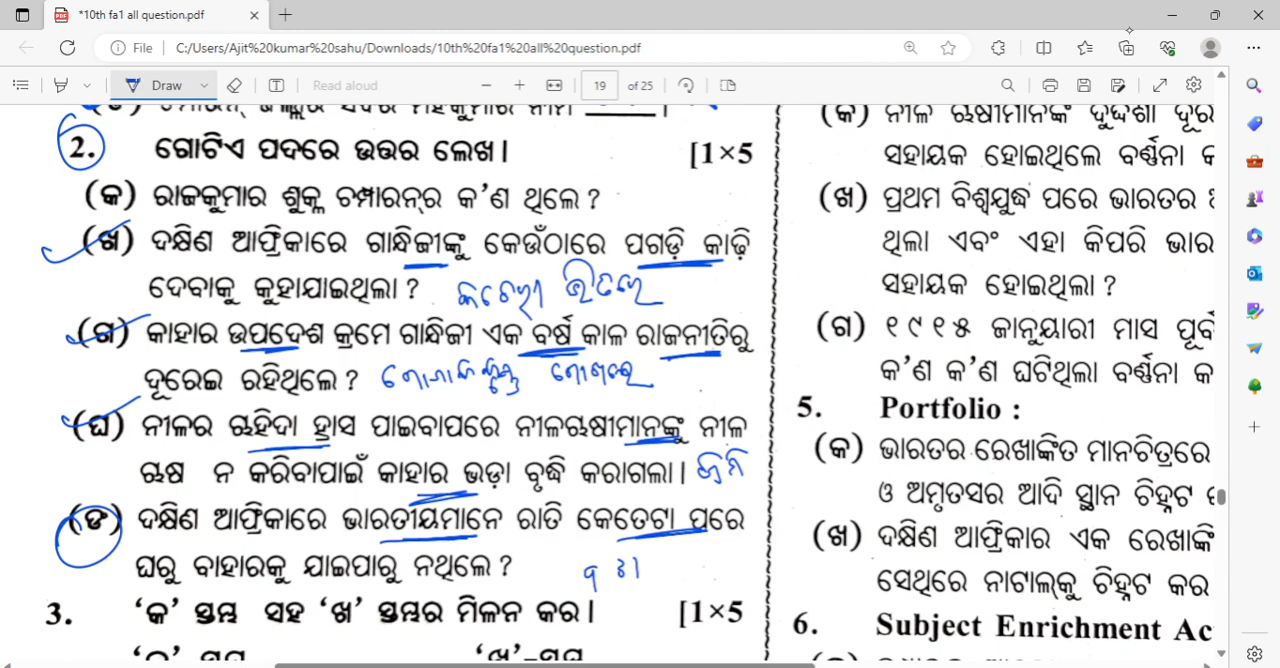 *10th fa1 all question.pdf
File C:/Users/Ajit%20kumar%20sahu/Downloads/10th%20fa1%20all%20question.pdf
Draw Read aloud 19 of 25
2. ଗୋଟିଏ ପଦରେ ଉତ୍ତର ଲେଖ। [1×5
(କ) ରାଜକୁମାର ଶୁକ୍ଳ ଚମ୍ପାରନ୍‌ର କ'ଣ ଥିଲେ ?
(ଖ) ଦକ୍ଷିଣ ଆଫ୍ରିକାରେ ଗାନ୍ଧିଜୀଙ୍କୁ କେଉଁଠାରେ ପଗଡ଼ି କାଢ଼ି
ଦେବାକୁ କୁହାଯାଇଥିଲା ? କଚେରୀ ଭିତରେ
(ଗ) କାହାର ଉପଦେଶ କ୍ରମେ ଗାନ୍ଧିଜୀ ଏକ ବର୍ଷ କାଳ ରାଜନୀତିରୁ
ଦୂରେଇ ରହିଥିଲେ ? ଗୋଖଲେ
(ଘ) ନୀଳର ଚାହିଦା ହ୍ରାସ ପାଇବାପରେ ନୀଳଚାଷୀମାନଙ୍କୁ ନୀଳ
ଚାଷ ନ କରିବାପାଇଁ କାହାର ଭଡ଼ା ବୃଦ୍ଧି କରାଗଲା। ଜମି
(ଙ) ଦକ୍ଷିଣ ଆଫ୍ରିକାରେ ଭାରତୀୟମାନେ ରାତି କେତେଟା ପରେ
ଘରୁ ବାହାରକୁ ଯାଇପାରୁ ନଥିଲେ ? ୯ ଟା
3. 'କ' ସ୍ତମ୍ଭ ସହ 'ଖ' ସ୍ତମ୍ଭର ମିଳନ କର। [1×5
(କ) ନୀଳ ଚାଷୀମାନଙ୍କ ଦୁର୍ଦ୍ଦଶା ଦୂର
ସହାୟକ ହୋଇଥିଲେ ବର୍ଣ୍ଣନା କ
(ଖ) ପ୍ରଥମ ବିଶ୍ୱଯୁଦ୍ଧ ପରେ ଭାରତର
ଥିଲା ଏବଂ ଏହା କିପରି ଭାର
ସହାୟକ ହୋଇଥିଲା ?
(ଗ) ୧୯୧୫ ଜାନୁୟାରୀ ମାସ ପୂର୍ବ
କ'ଣ କ'ଣ ଘଟିଥିଲା ବର୍ଣ୍ଣନା କ
5. Portfolio :
(କ) ଭାରତର ରେଖାଙ୍କିତ ମାନଚିତ୍ରରେ
ଓ ଅମୃତସର ଆଦି ସ୍ଥାନ ଚିହ୍ନଟ
(ଖ) ଦକ୍ଷିଣ ଆଫ୍ରିକାର ଏକ ରେଖାଙ୍କି
ସେଥିରେ ନାଟାଲ୍‌କୁ ଚିହ୍ନଟ କର
6. Subject Enrichment Ac